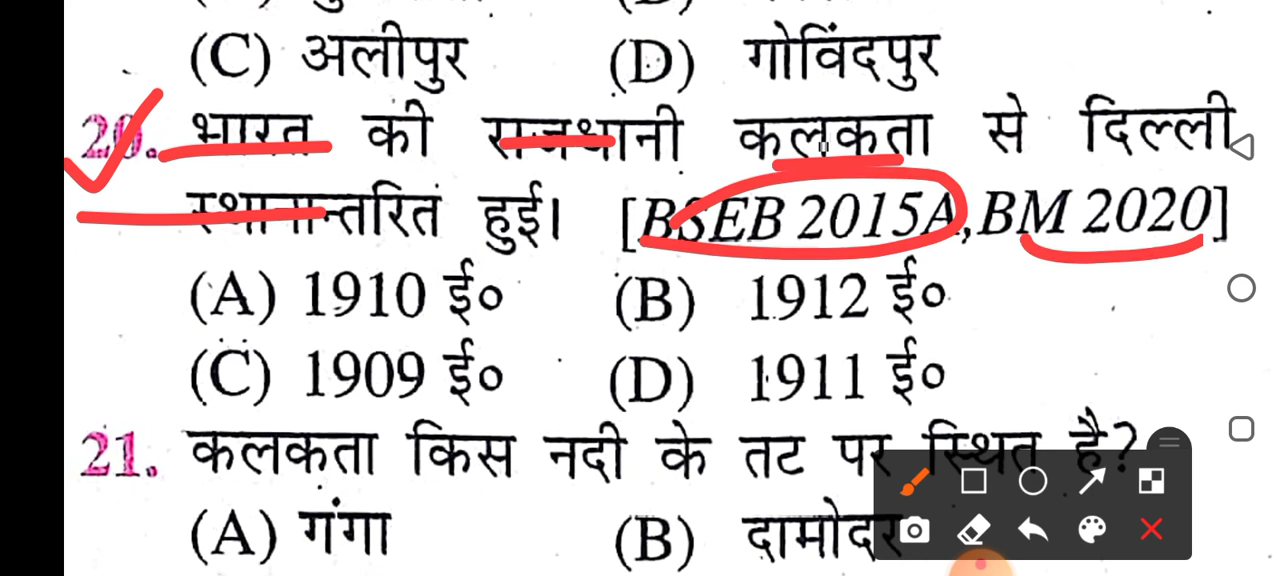 (C) अलीपुर (D) गोविंदपुर
20. भारत की राजधानी कलकता से दिल्ली
स्थानान्तरित हुई। [BSEB 2015A, BM 2020]
(A) 1910 ई० (B) 1912 ई०
(C) 1909 ई० (D) 1911 ई०
21. कलकता किस नदी के तट पर स्थित है?
(A) गंगा (B) दामोदर